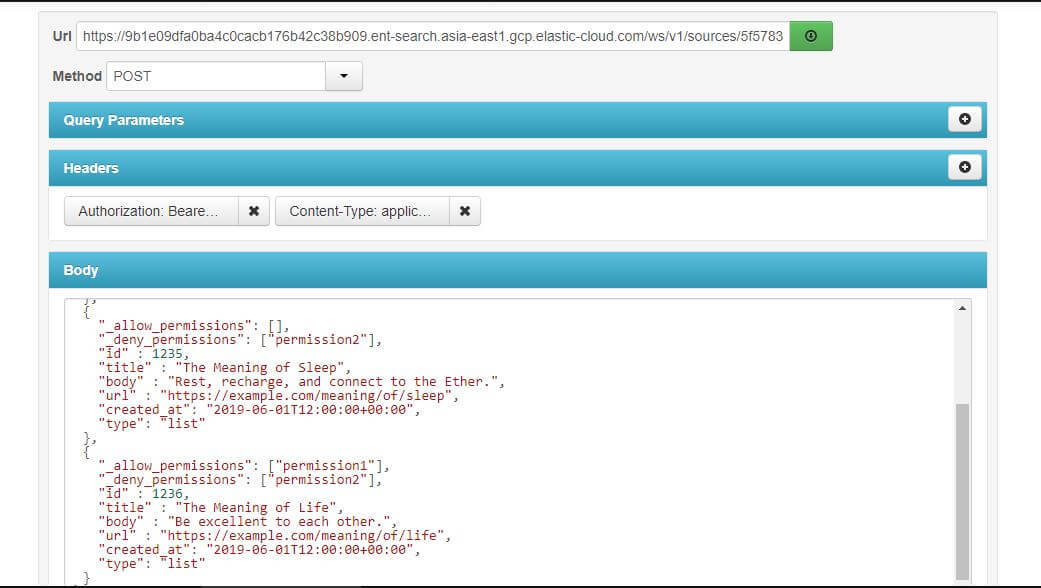 Url https://9b1e09dfa0ba4c0cacb176b42c38b909.ent-search.asia-east1.gcp.elastic-cloud.com/ws/v1/sources/5f5783
Method POST
Query Parameters
Headers
Authorization: Beare... Content-Type: applic...
Body
},
{
"_allow_permissions": [],
"_deny_permissions": ["permission2"],
"id" : 1235,
"title" : "The Meaning of Sleep",
"body" : "Rest, recharge, and connect to the Ether.",
"url" : "https://example.com/meaning/of/sleep",
"created_at": "2019-06-01T12:00:00+00:00",
"type": "list"
},
{
"_allow_permissions": ["permission1"],
"_deny_permissions": ["permission2"],
"id" : 1236,
"title" : "The Meaning of Life",
"body" : "Be excellent to each other.",
"url" : "https://example.com/meaning/of/life",
"created_at": "2019-06-01T12:00:00+00:00",
"type": "list"
}